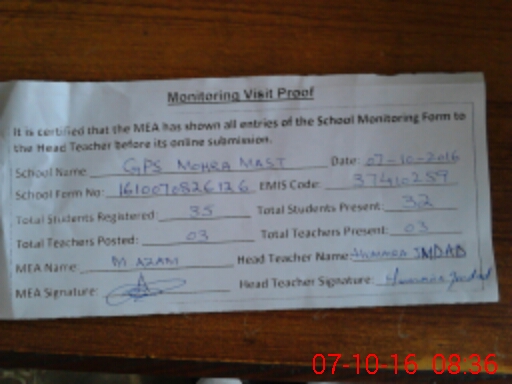 Monitoring Visit Proof
It is certified that the MEA has shown all entries of the School Monitoring Form to
the Head Teacher before its online submission.
School Name GPS MOHRA MAST Date: 07-10-2016
School Form No: 1610070826126 EMIS Code: 37410259
Total Students Registered: 35 Total Students Present: 32
Total Teachers Posted: 03 Total Teachers Present: 03
MEA Name: M AZAM Head Teacher Name: HUMMRA IMDAD
MEA Signature: Head Teacher Signature:
07-10-16 08:36